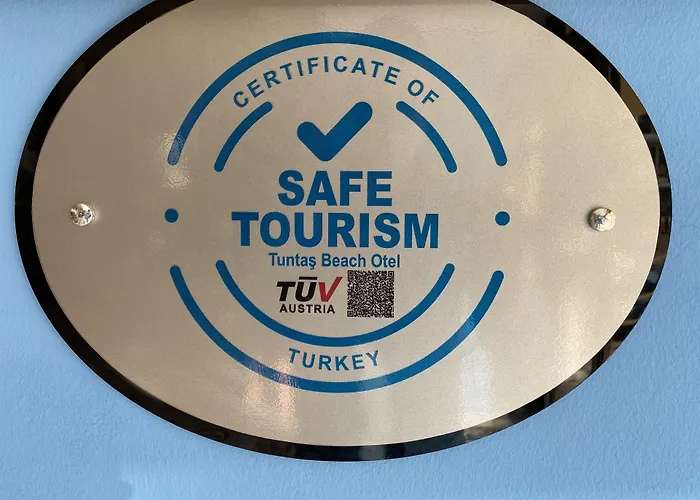 CERTIFICATE OF
SAFE
TOURISM
Tuntaş Beach Otel
TÜV
AUSTRIA
TURKEY